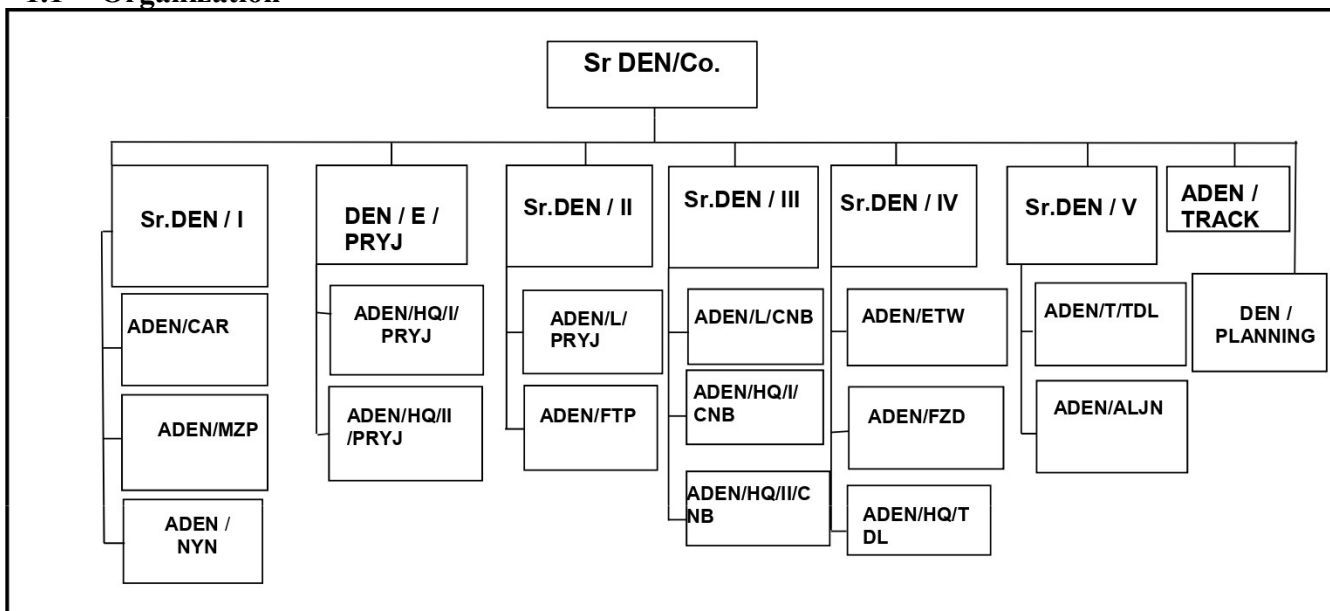 1.1 Organization
Sr DEN/Co.
Sr.DEN / I
DEN / E /
PRYJ
Sr.DEN / II
Sr.DEN / III
Sr.DEN / IV
Sr.DEN / V
ADEN /
TRACK
DEN /
PLANNING
ADEN/CAR
ADEN/MZP
ADEN /
NYN
ADEN/HQ/I/
PRYJ
ADEN/HQ/II
/PRYJ
ADEN/L/
PRYJ
ADEN/FTP
ADEN/L/CNB
ADEN/HQ/I/
CNB
ADEN/HQ/II/C
NB
ADEN/ETW
ADEN/FZD
ADEN/HQ/T
DL
ADEN/T/TDL
ADEN/ALJN